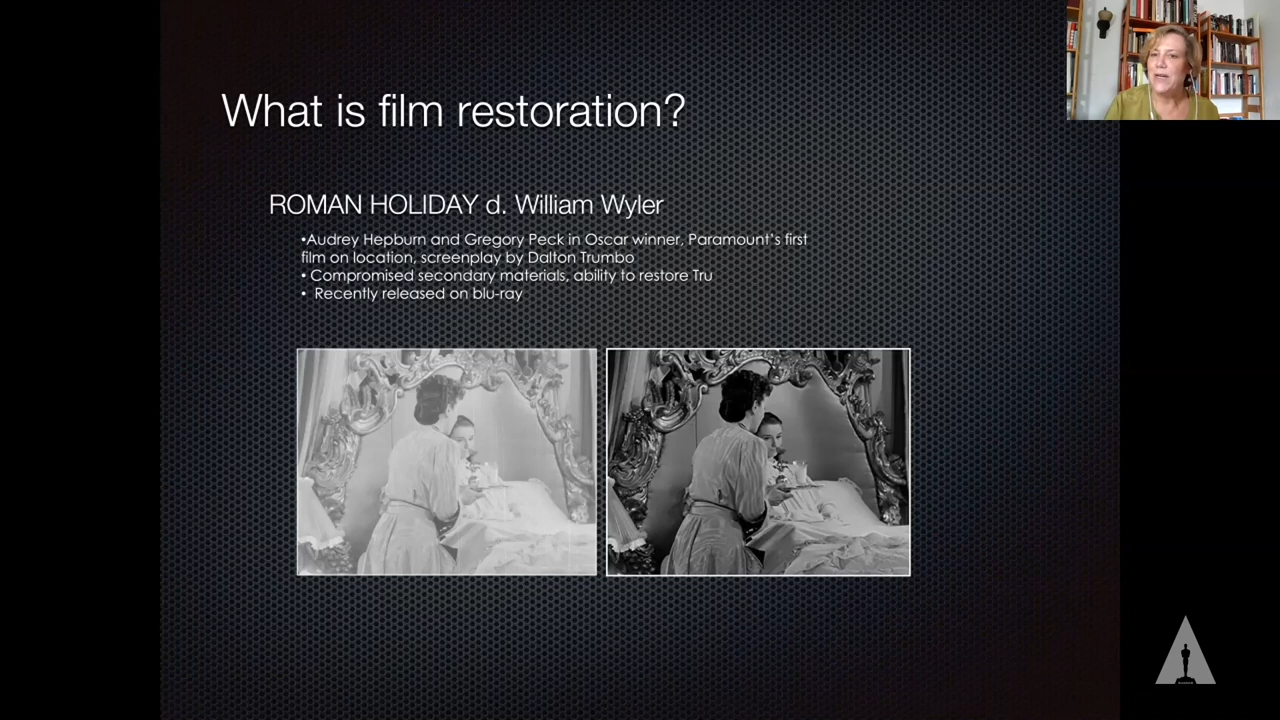 What is film restoration?
ROMAN HOLIDAY d. William Wyler
•Audrey Hepburn and Gregory Peck in Oscar winner, Paramount's first
film on location, screenplay by Dalton Trumbo
• Compromised secondary materials, ability to restore Tru
• Recently released on blu-ray